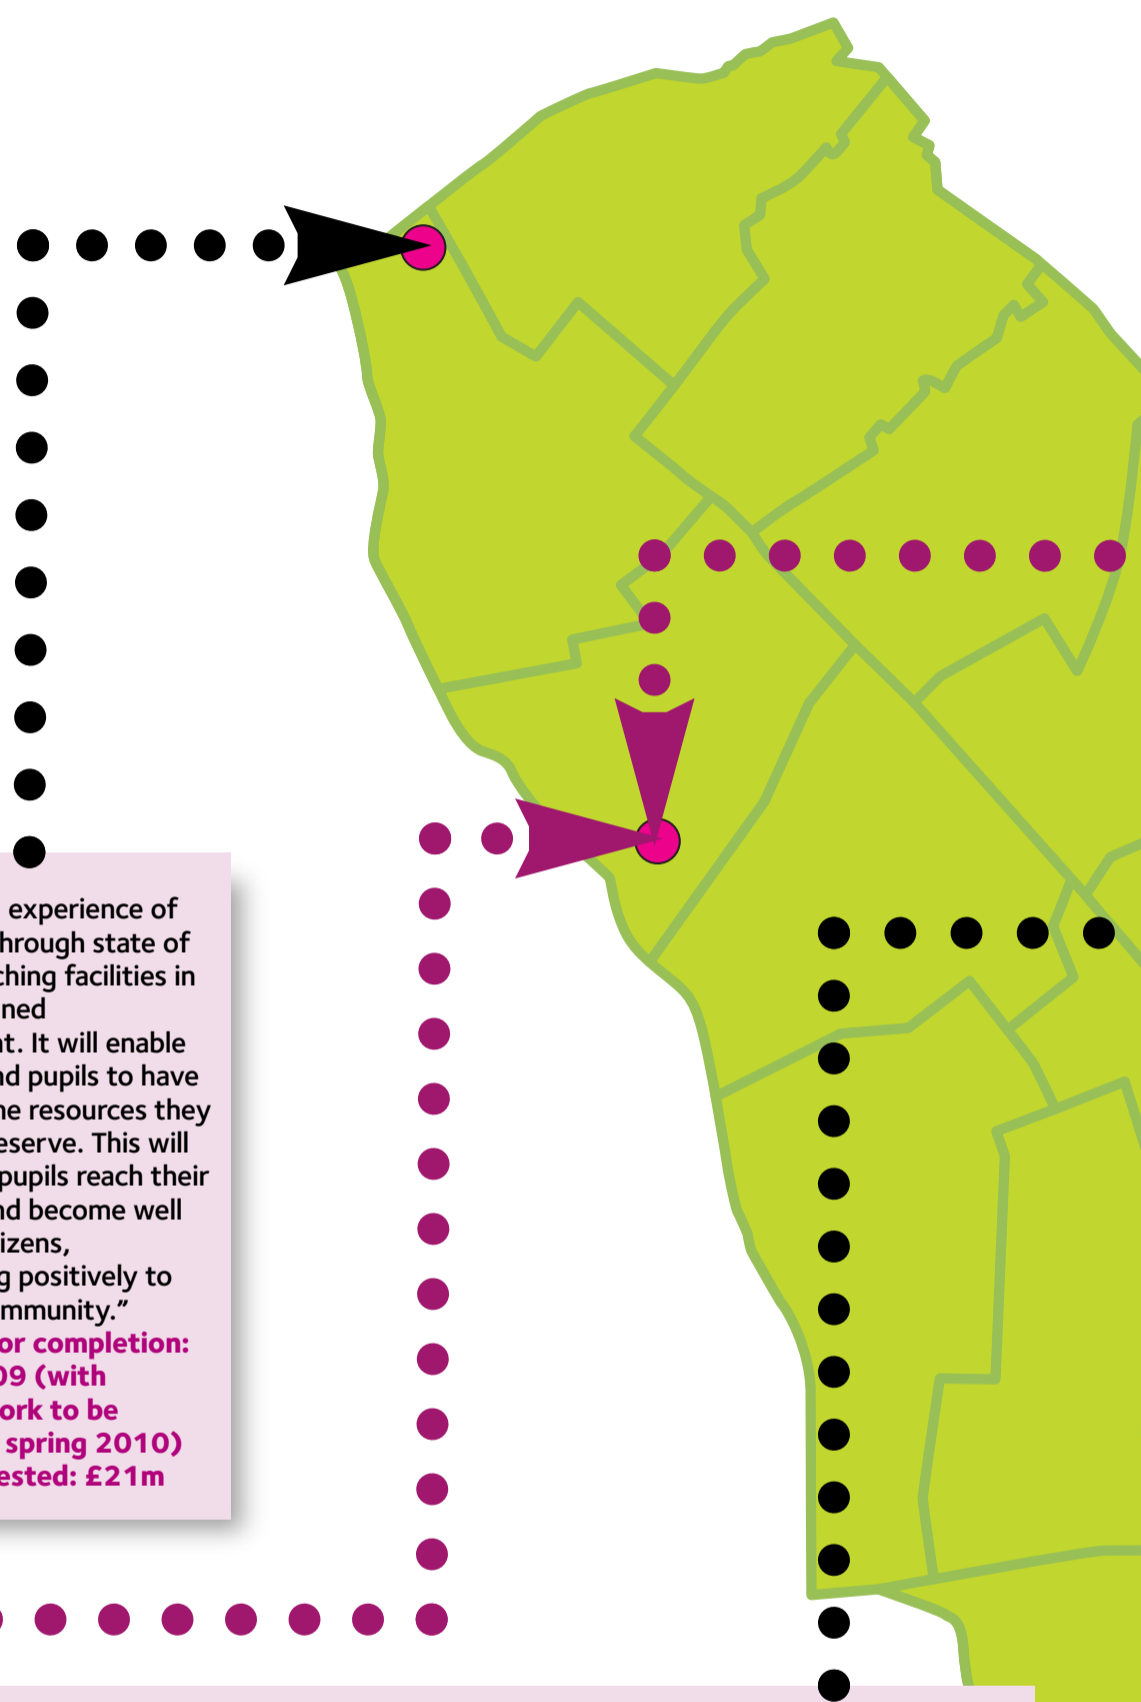 experience of
hrough state of
ching facilities in
ned
t. It will enable
nd pupils to have
he resources they
eserve. This will
pupils reach their
nd become well
izens,
g positively to
mmunity.”
or completion:
09 (with
ork to be
spring 2010)
ested: £21m